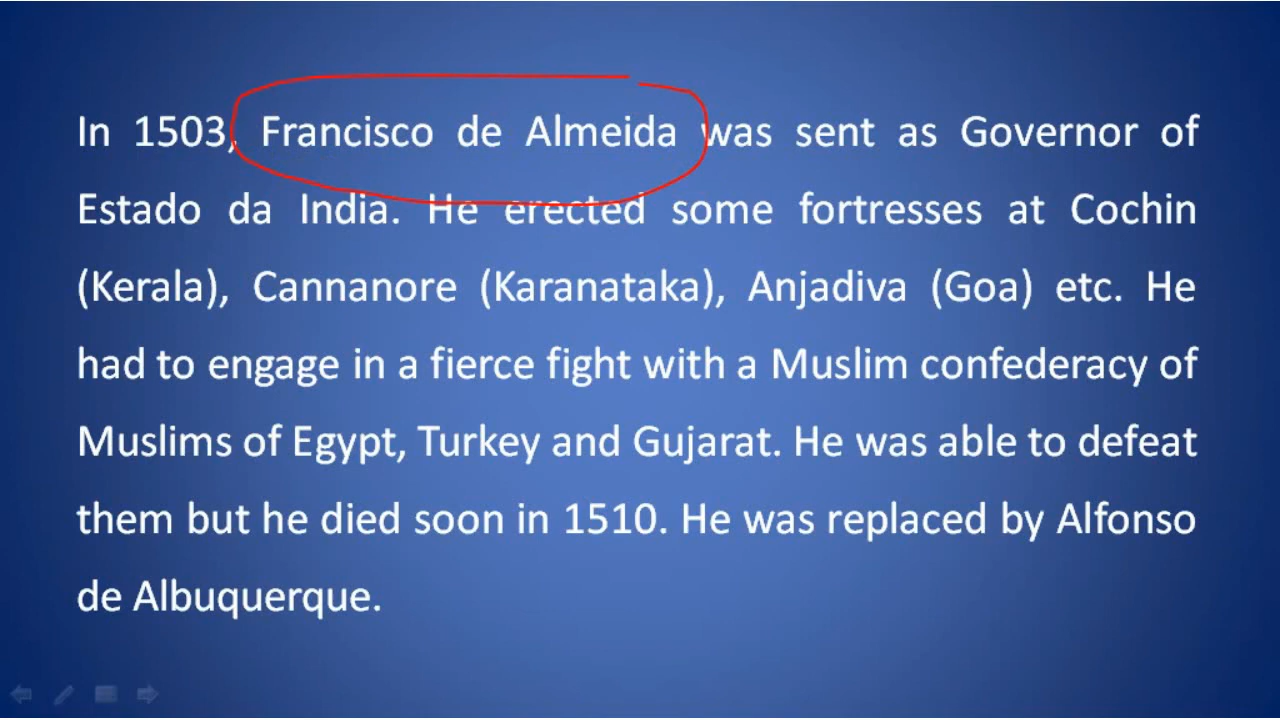 In 1503, Francisco de Almeida was sent as Governor of
Estado da India. He erected some fortresses at Cochin
(Kerala), Cannanore (Karanataka), Anjadiva (Goa) etc. He
had to engage in a fierce fight with a Muslim confederacy of
Muslims of Egypt, Turkey and Gujarat. He was able to defeat
them but he died soon in 1510. He was replaced by Alfonso
de Albuquerque.